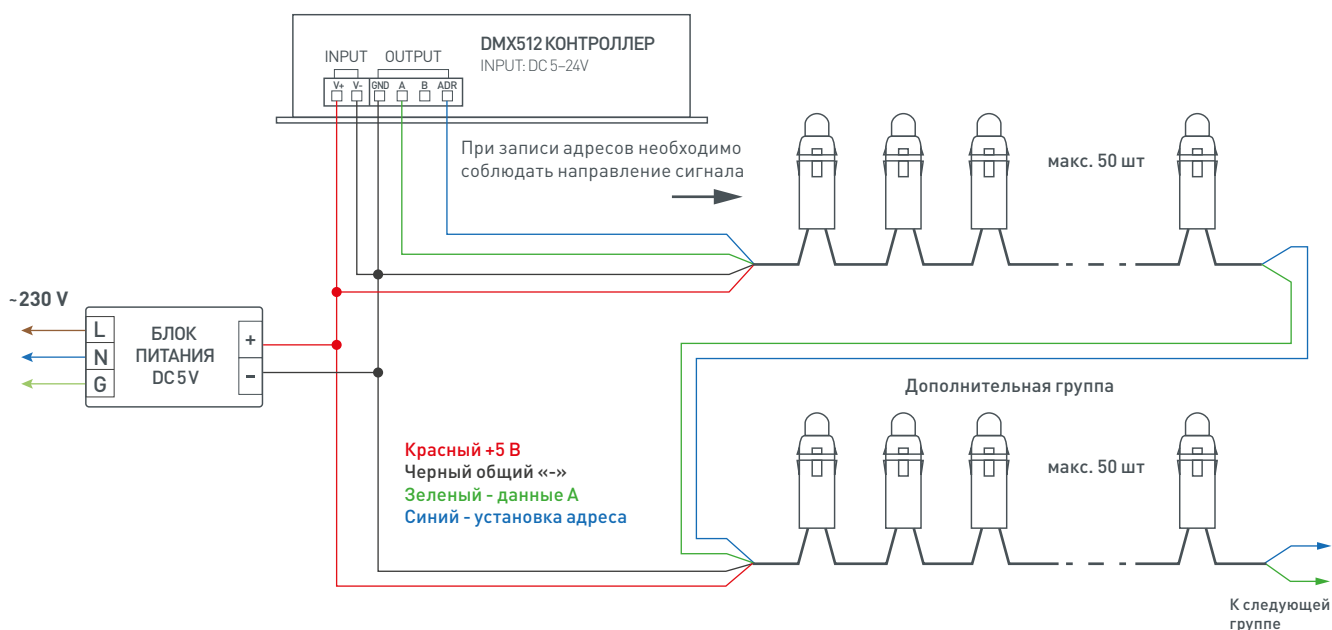 DMX512 КОНТРОЛЛЕР
INPUT: DC 5–24V
INPUT OUTPUT
V+ V- GND A B ADR
При записи адресов необходимо
соблюдать направление сигнала
макс. 50 шт
~230 V
L
N
G
БЛОК
ПИТАНИЯ
DC 5 V
+
-
Дополнительная группа
Красный +5 В
Черный общий «-»
Зеленый - данные А
Синий - установка адреса
макс. 50 шт
К следующей
группе